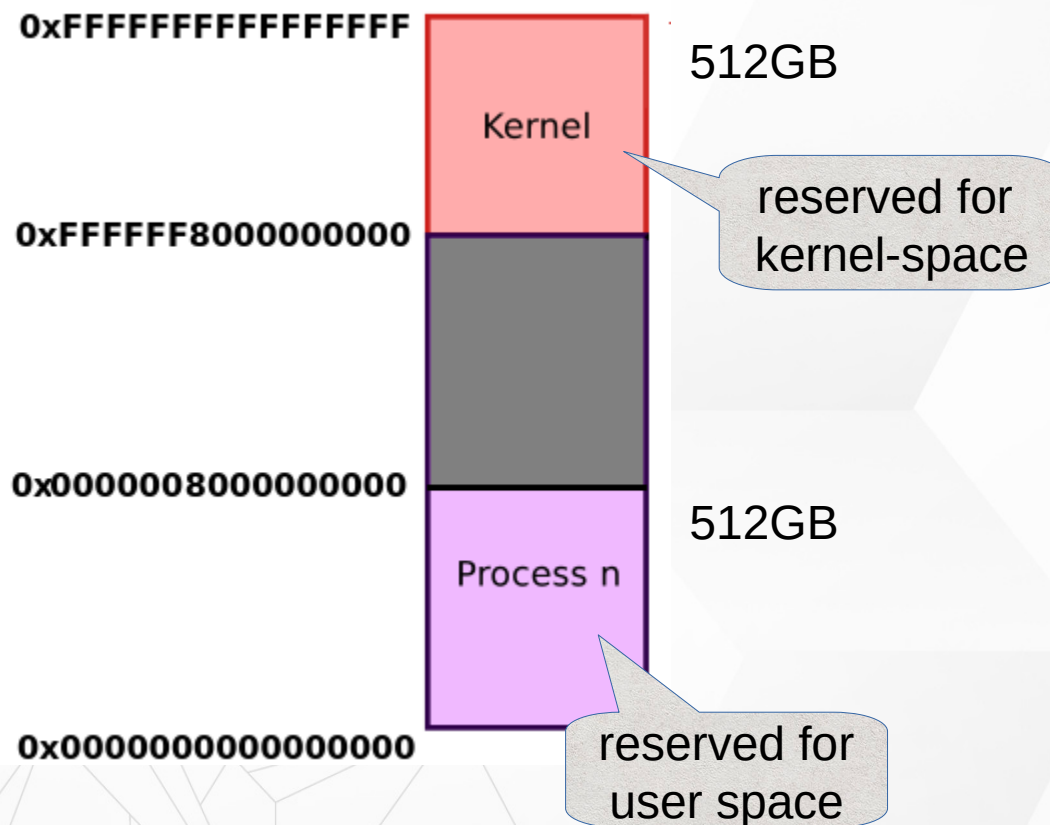 0xFFFFFFFFFFFFFFFF
512GB
Kernel
reserved for
kernel-space
0xFFFFFF8000000000
0x0000008000000000
512GB
Process n
reserved for
user space
0x0000000000000000